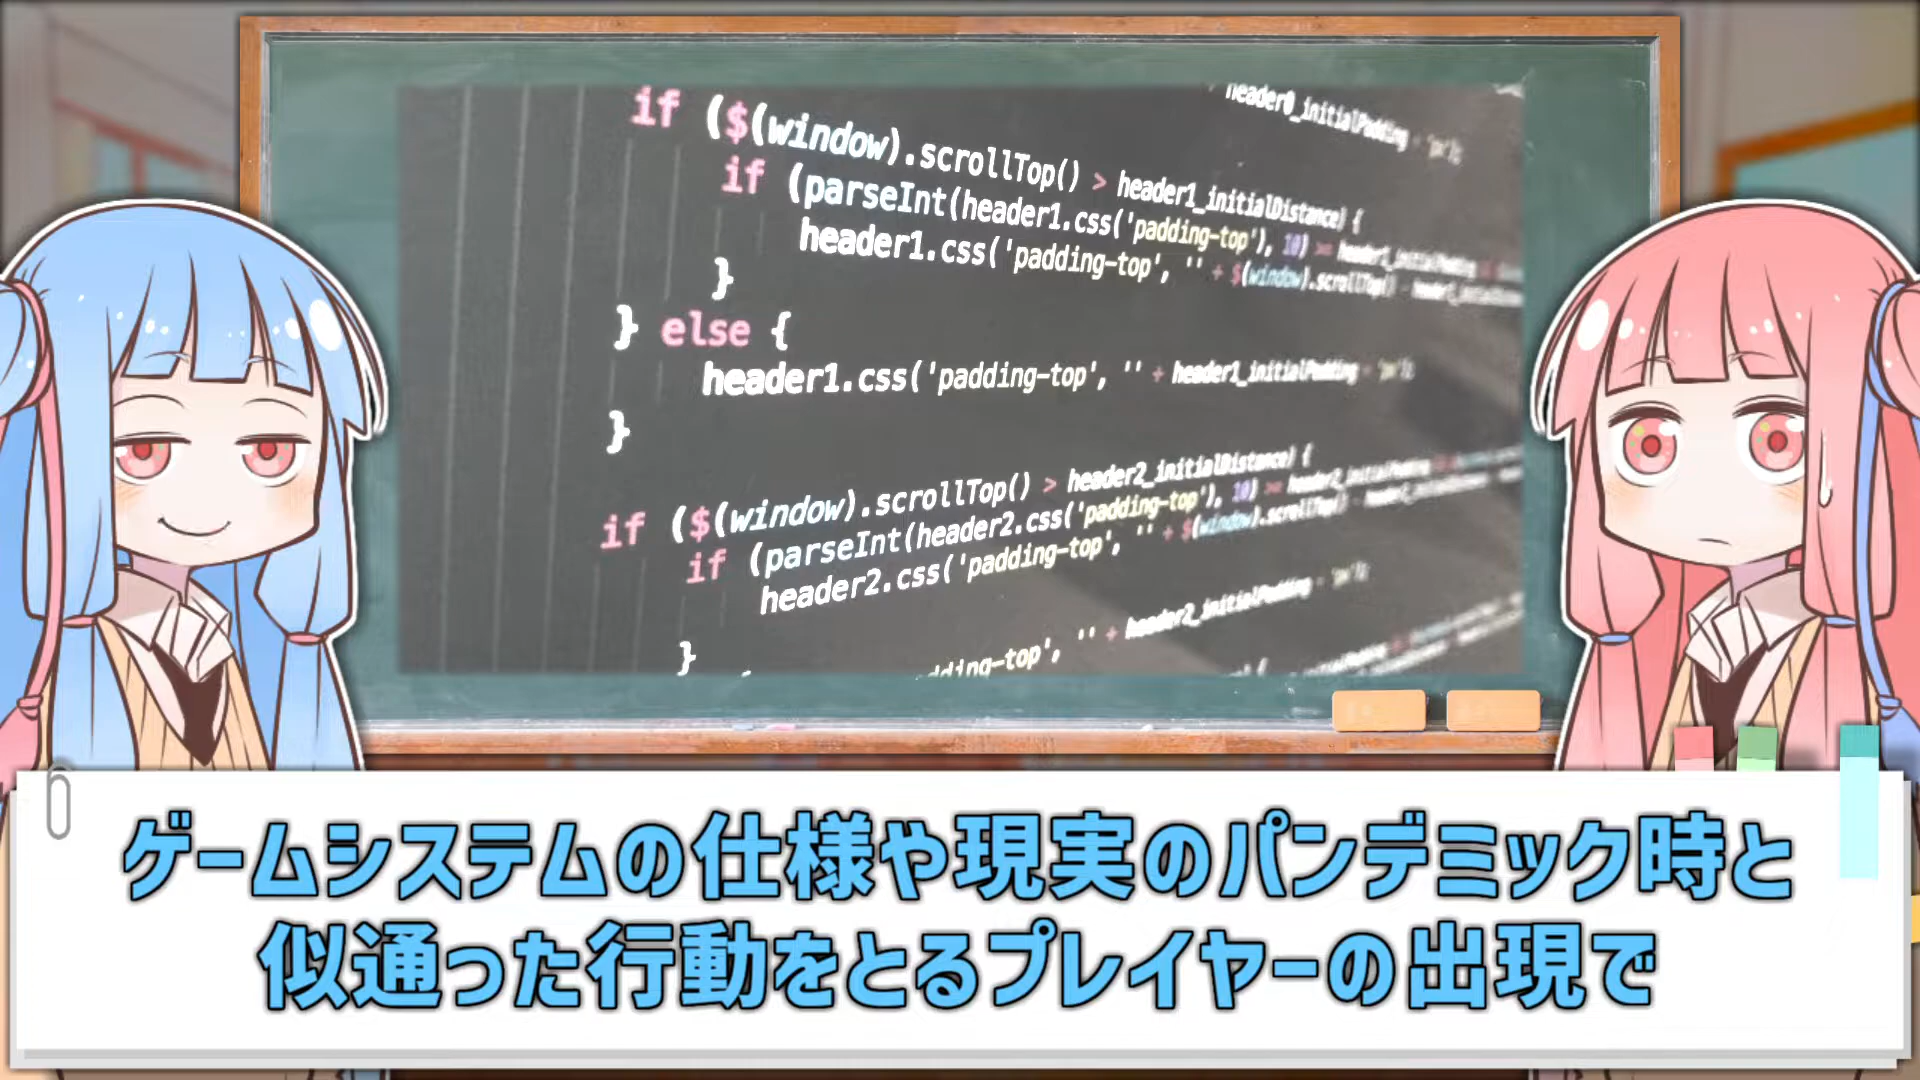 header0_initialPadding
if ($(window).scrollTop() > header1_initialDistance) {
if (parseInt(header1.css('padding-top'), 10)
header1.css('padding-top', '' + $(window).scrollTop()
}
} else {
header1.css('padding-top', '' + header1_initialPadding
}
if ($(window).scrollTop() > header2_initialDistance) {
if (parseInt(header2.css('padding-top'), 10)
header2.css('padding-top', '' + $(window).scrollTop()
}
padding-top', '' + header2_initialPadding
ゲームシステムの仕様や現実のパンデミック時と
似通った行動をとるプレイヤーの出現で